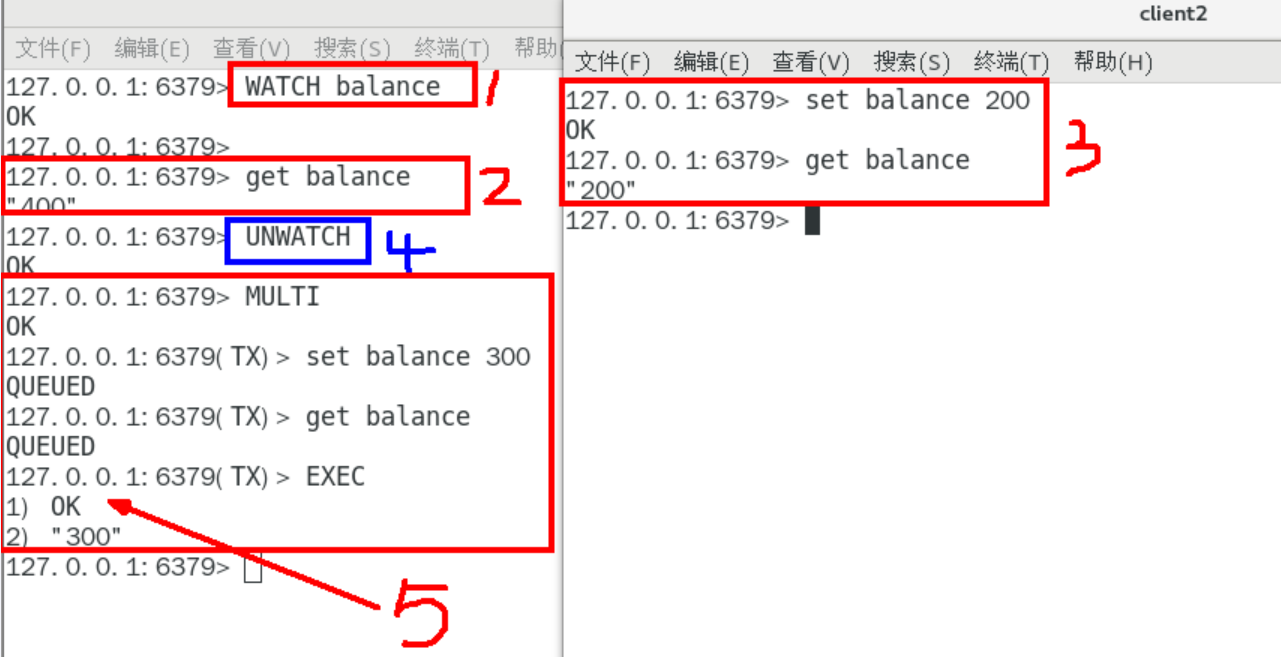 文件(F) 编辑(E) 查看(V) 搜索(S) 终端(T) 帮助(
127.0.0.1:6379> WATCH balance 1
OK
127.0.0.1:6379>
127.0.0.1:6379> get balance 2
"400"
127.0.0.1:6379> UNWATCH 4
OK
127.0.0.1:6379> MULTI
OK
127.0.0.1:6379(TX)> set balance 300
QUEUED
127.0.0.1:6379(TX)> get balance
QUEUED
127.0.0.1:6379(TX)> EXEC
1) OK
2) "300"
127.0.0.1:6379>
5
client2
文件(F) 编辑(E) 查看(V) 搜索(S) 终端(T) 帮助(H)
127.0.0.1:6379> set balance 200
OK
127.0.0.1:6379> get balance
"200"
127.0.0.1:6379>
3